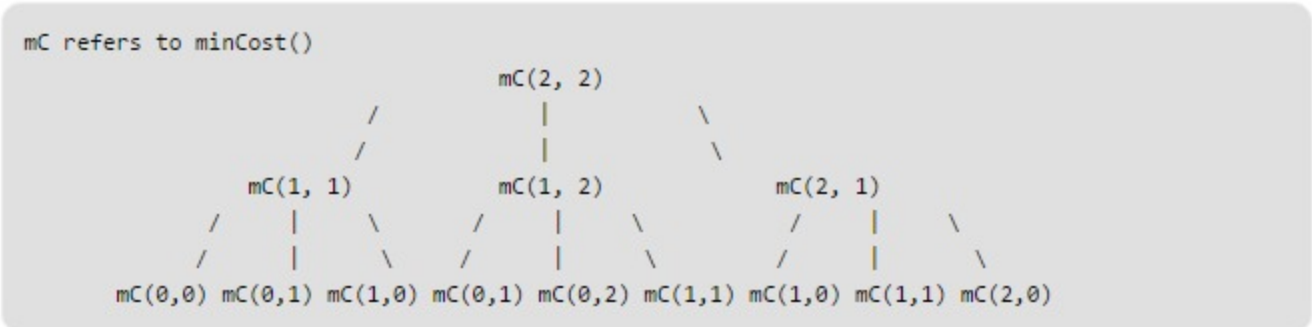 mC refers to minCost()
mC(2, 2)
/ | \
/ | \
mC(1, 1) mC(1, 2) mC(2, 1)
/ | \ / | \ / | \
/ | \ / | \ / | \
mC(0,0) mC(0,1) mC(1,0) mC(0,1) mC(0,2) mC(1,1) mC(1,0) mC(1,1) mC(2,0)